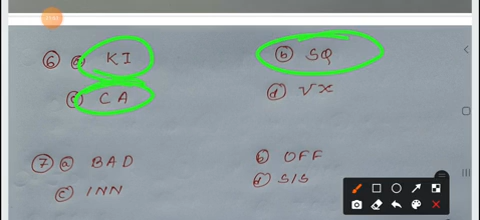 ⑥ ⓐ KI ⓑ SQ
ⓒ CA ⓓ VX
⑦ ⓐ BAD ⓑ OFF
ⓒ INN ⓓ SIS